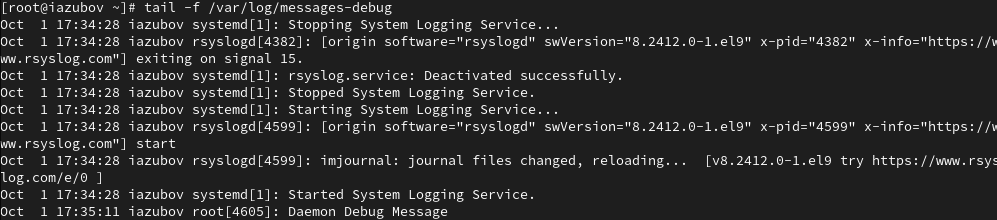 [root@iazubov ~]# tail -f /var/log/messages-debug
Oct  1 17:34:28 iazubov systemd[1]: Stopping System Logging Service...
Oct  1 17:34:28 iazubov rsyslogd[4382]: [origin software="rsyslogd" swVersion="8.2412.0-1.el9" x-pid="4382" x-info="https://w
ww.rsyslog.com"] exiting on signal 15.
Oct  1 17:34:28 iazubov systemd[1]: rsyslog.service: Deactivated successfully.
Oct  1 17:34:28 iazubov systemd[1]: Stopped System Logging Service.
Oct  1 17:34:28 iazubov systemd[1]: Starting System Logging Service...
Oct  1 17:34:28 iazubov rsyslogd[4599]: [origin software="rsyslogd" swVersion="8.2412.0-1.el9" x-pid="4599" x-info="https://w
ww.rsyslog.com"] start
Oct  1 17:34:28 iazubov rsyslogd[4599]: imjournal: journal files changed, reloading...  [v8.2412.0-1.el9 try https://www.rsys
log.com/e/0 ]
Oct  1 17:34:28 iazubov systemd[1]: Started System Logging Service.
Oct  1 17:35:11 iazubov root[4605]: Daemon Debug Message